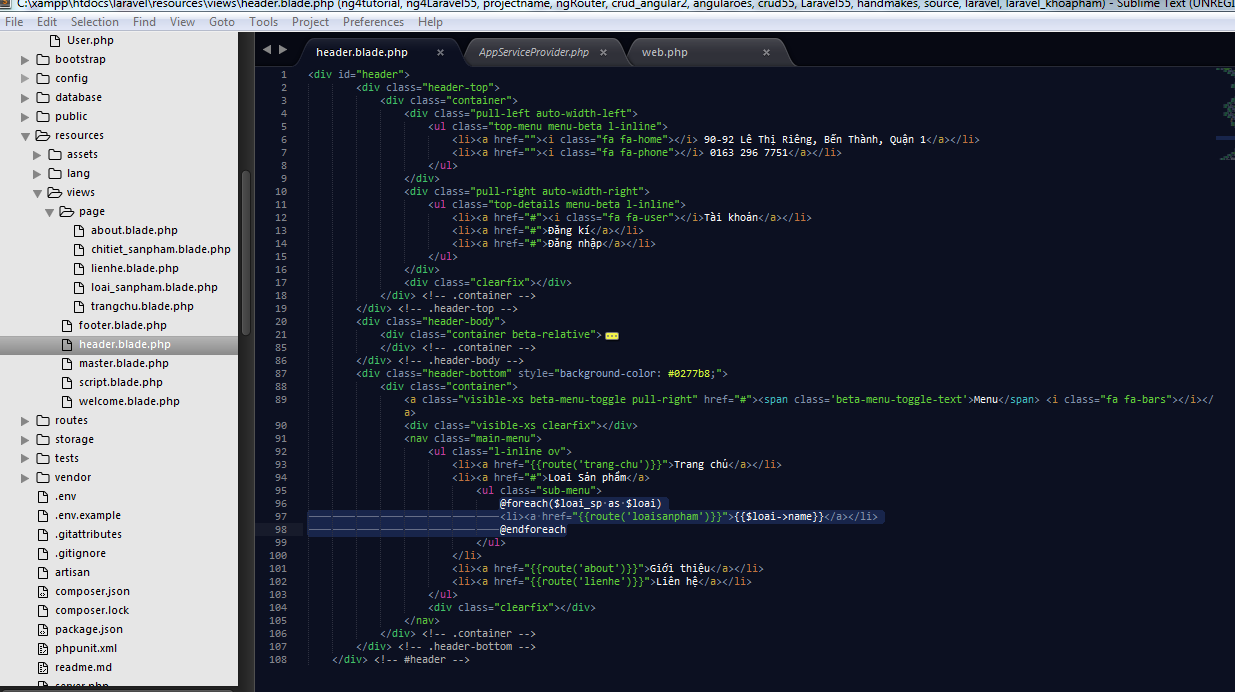 C:\xampp\htdocs\laravel\resources\views\header.blade.php (ng4tutorial, ng4Laravel55, projectname, ngRouter, crud_angular2, angularoes, crud55, Laravel55, handmakes, source, laravel, laravel_khoapham) - Sublime Text (UNREGI
File Edit Selection Find View Goto Tools Project Preferences Help
User.php
bootstrap
config
database
public
resources
assets
lang
views
page
about.blade.php
chitiet_sanpham.blade.php
lienhe.blade.php
loai_sanpham.blade.php
trangchu.blade.php
footer.blade.php
header.blade.php
master.blade.php
script.blade.php
welcome.blade.php
routes
storage
tests
vendor
.env
.env.example
.gitattributes
.gitignore
artisan
composer.json
composer.lock
package.json
phpunit.xml
readme.md
server.php
header.blade.php × AppServiceProvider.php × web.php ×
1 <div id="header">
2 <div class="header-top">
3 <div class="container">
4 <div class="pull-left auto-width-left">
5 <ul class="top-menu menu-beta l-inline">
6 <li><a href=""><i class="fa fa-home"></i> 90-92 Lê Thị Riêng, Bến Thành, Quận 1</a></li>
7 <li><a href=""><i class="fa fa-phone"></i> 0163 296 7751</a></li>
8 </ul>
9 </div>
10 <div class="pull-right auto-width-right">
11 <ul class="top-details menu-beta l-inline">
12 <li><a href="#"><i class="fa fa-user"></i>Tài khoản</a></li>
13 <li><a href="#">Đăng kí</a></li>
14 <li><a href="#">Đăng nhập</a></li>
15 </ul>
16 </div>
17 <div class="clearfix"></div>
18 </div> <!-- .container -->
19 </div> <!-- .header-top -->
20 <div class="header-body">
21 <div class="container beta-relative">
85 </div> <!-- .container -->
86 </div> <!-- .header-body -->
87 <div class="header-bottom" style="background-color: #0277b8;">
88 <div class="container">
89 <a class="visible-xs beta-menu-toggle pull-right" href="#"><span class='beta-menu-toggle-text'>Menu</span> <i class="fa fa-bars"></i></
a>
90 <div class="visible-xs clearfix"></div>
91 <nav class="main-menu">
92 <ul class="l-inline ov">
93 <li><a href="{{route('trang-chu')}}">Trang chủ</a></li>
94 <li><a href="#">Loai Sản phẩm</a>
95 <ul class="sub-menu">
96 @foreach($loai_sp as $loai)
97 <li><a href="{{route('loaisanpham')}}">{{$loai->name}}</a></li>
98 @endforeach
99 </ul>
100 </li>
101 <li><a href="{{route('about')}}">Giới thiệu</a></li>
102 <li><a href="{{route('lienhe')}}">Liên hệ</a></li>
103 </ul>
104 <div class="clearfix"></div>
105 </nav>
106 </div> <!-- .container -->
107 </div> <!-- .header-bottom -->
108 </div> <!-- #header -->